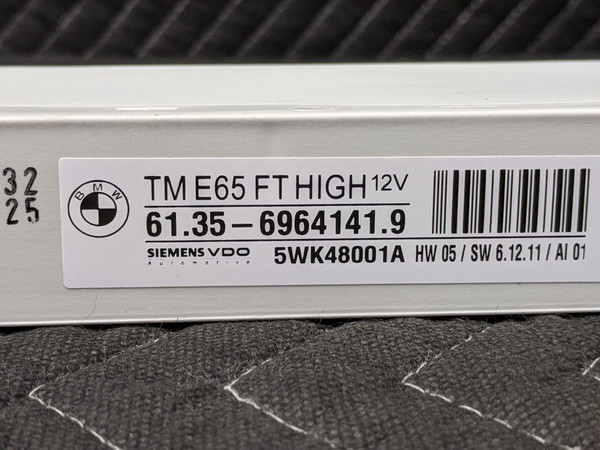 32
25
BMW
TM E65 FT HIGH 12V
61.35 – 6964141.9
SIEMENS VDO
Automotive
5WK48001A HW 05 / SW 6.12.11 / AI 01